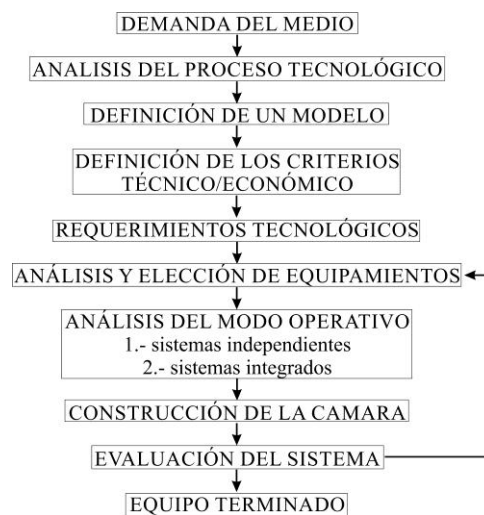 DEMANDA DEL MEDIO
ANALISIS DEL PROCESO TECNOLÓGICO
DEFINICIÓN DE UN MODELO
DEFINICIÓN DE LOS CRITERIOS
TÉCNICO/ECONÓMICO
REQUERIMIENTOS TECNOLÓGICOS
ANÁLISIS Y ELECCIÓN DE EQUIPAMIENTOS
ANÁLISIS DEL MODO OPERATIVO
1.- sistemas independientes
2.- sistemas integrados
CONSTRUCCIÓN DE LA CAMARA
EVALUACIÓN DEL SISTEMA
EQUIPO TERMINADO